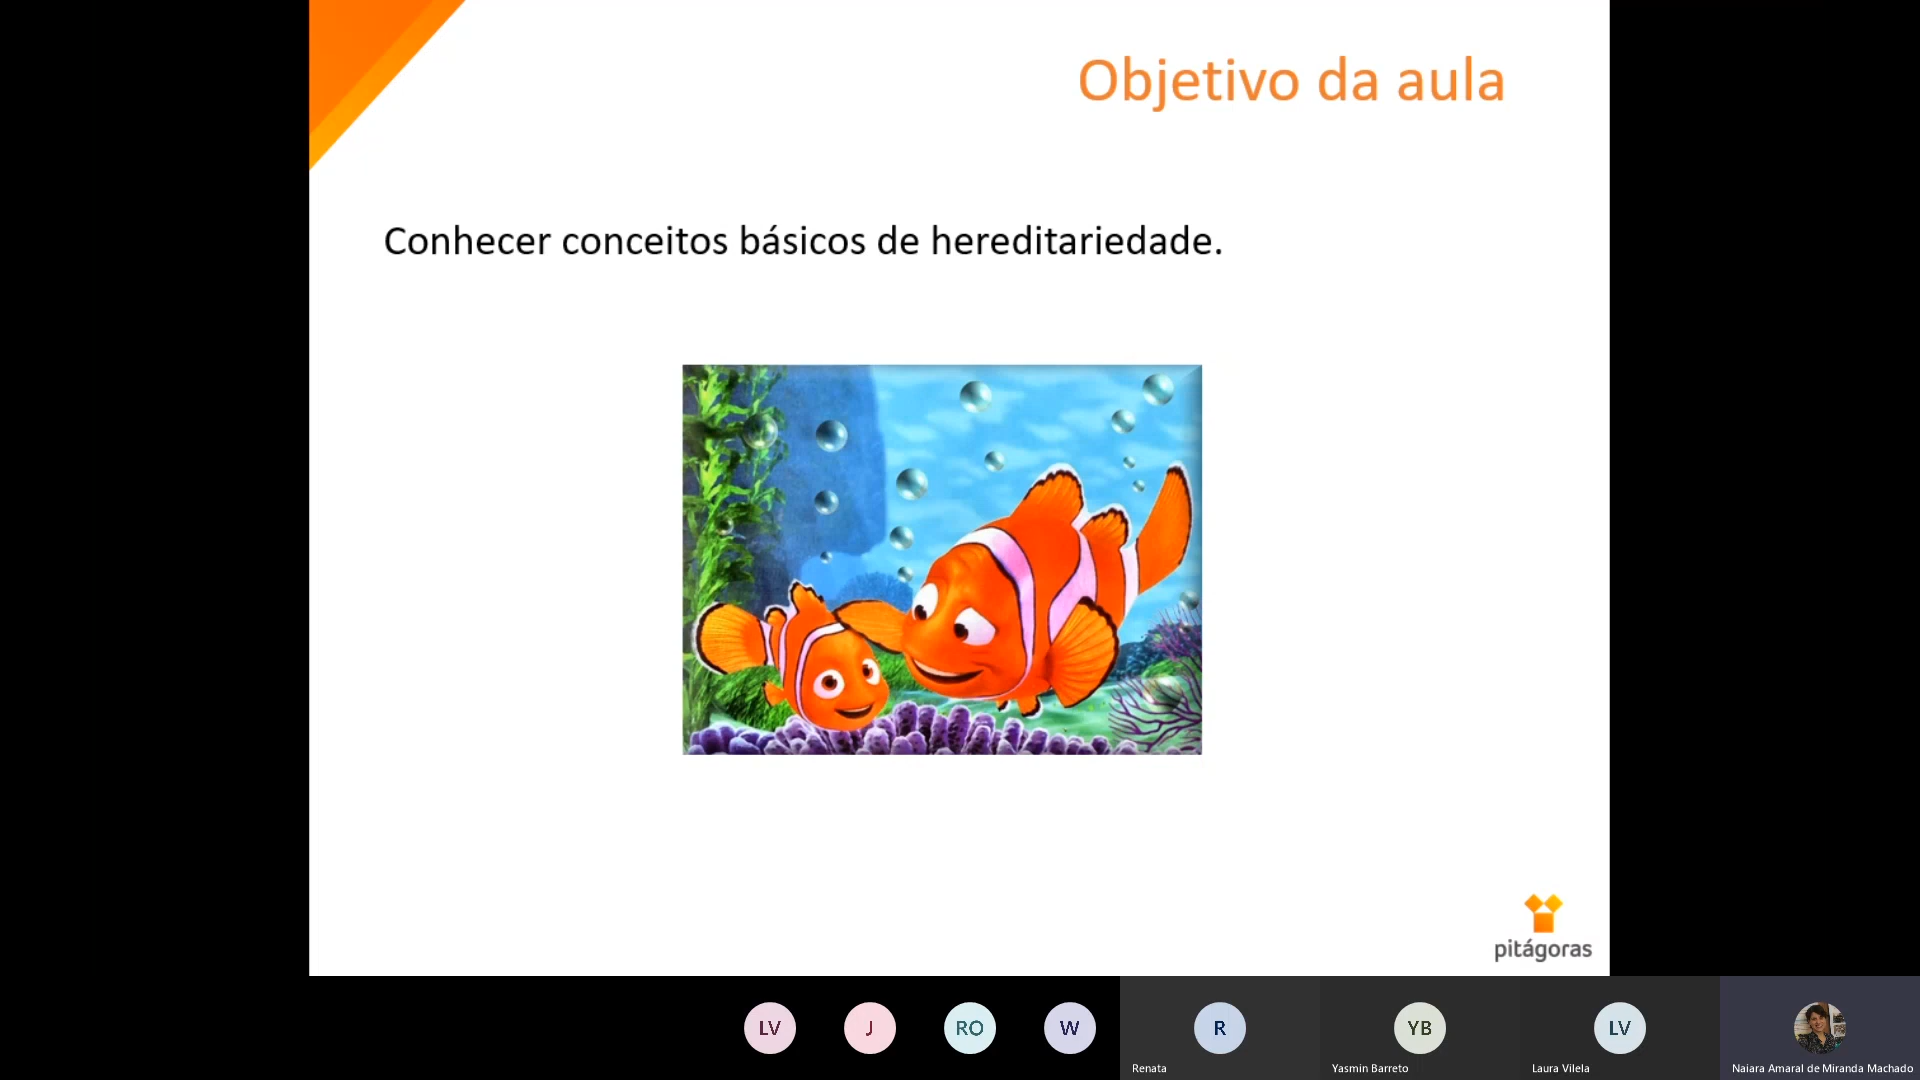 Objetivo da aula
Conhecer conceitos básicos de hereditariedade.
pitágoras
LV
J
RO
W
R
YB
LV
Renata
Yasmin Barreto
Laura Vilela
Naiara Amaral de Miranda Machado